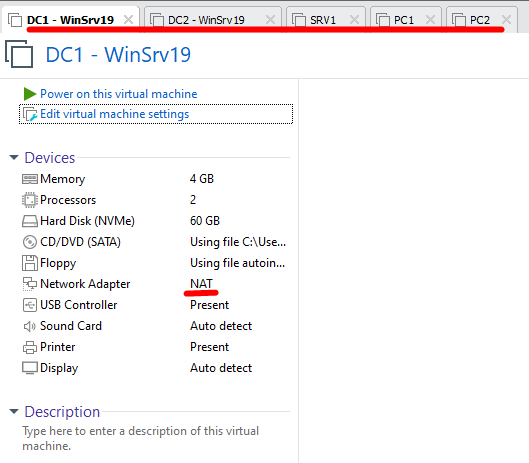 DC1 - WinSrv19
DC2 - WinSrv19
SRV1
PC1
PC2
DC1 - WinSrv19
Power on this virtual machine
Edit virtual machine settings
Devices
Memory 4 GB
Processors 2
Hard Disk (NVMe) 60 GB
CD/DVD (SATA) Using file C:\Use...
Floppy Using file autoin...
Network Adapter NAT
USB Controller Present
Sound Card Auto detect
Printer Present
Display Auto detect
Description
Type here to enter a description of this virtual
machine.